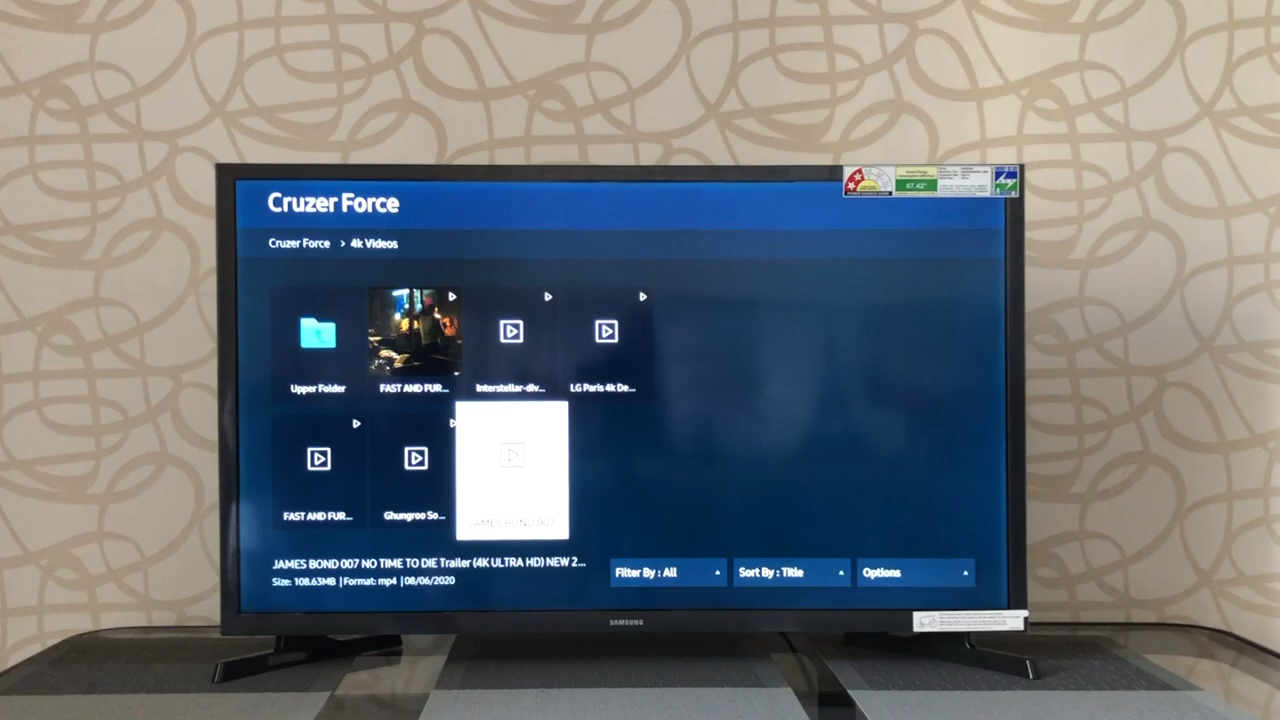 Cruzer Force
Cruzer Force > 4k Videos
Upper Folder
FAST AND FUR...
Interstellar-div...
LG Paris 4k De...
FAST AND FUR...
Ghungroo So...
JAMES BOND 007
JAMES BOND 007 NO TIME TO DIE Trailer (4K ULTRA HD) NEW 2...
Size: 108.63MB | Format: mp4 | 08/06/2020
Filter By : All
Sort By : Title
Options
67.42*
SAMSUNG